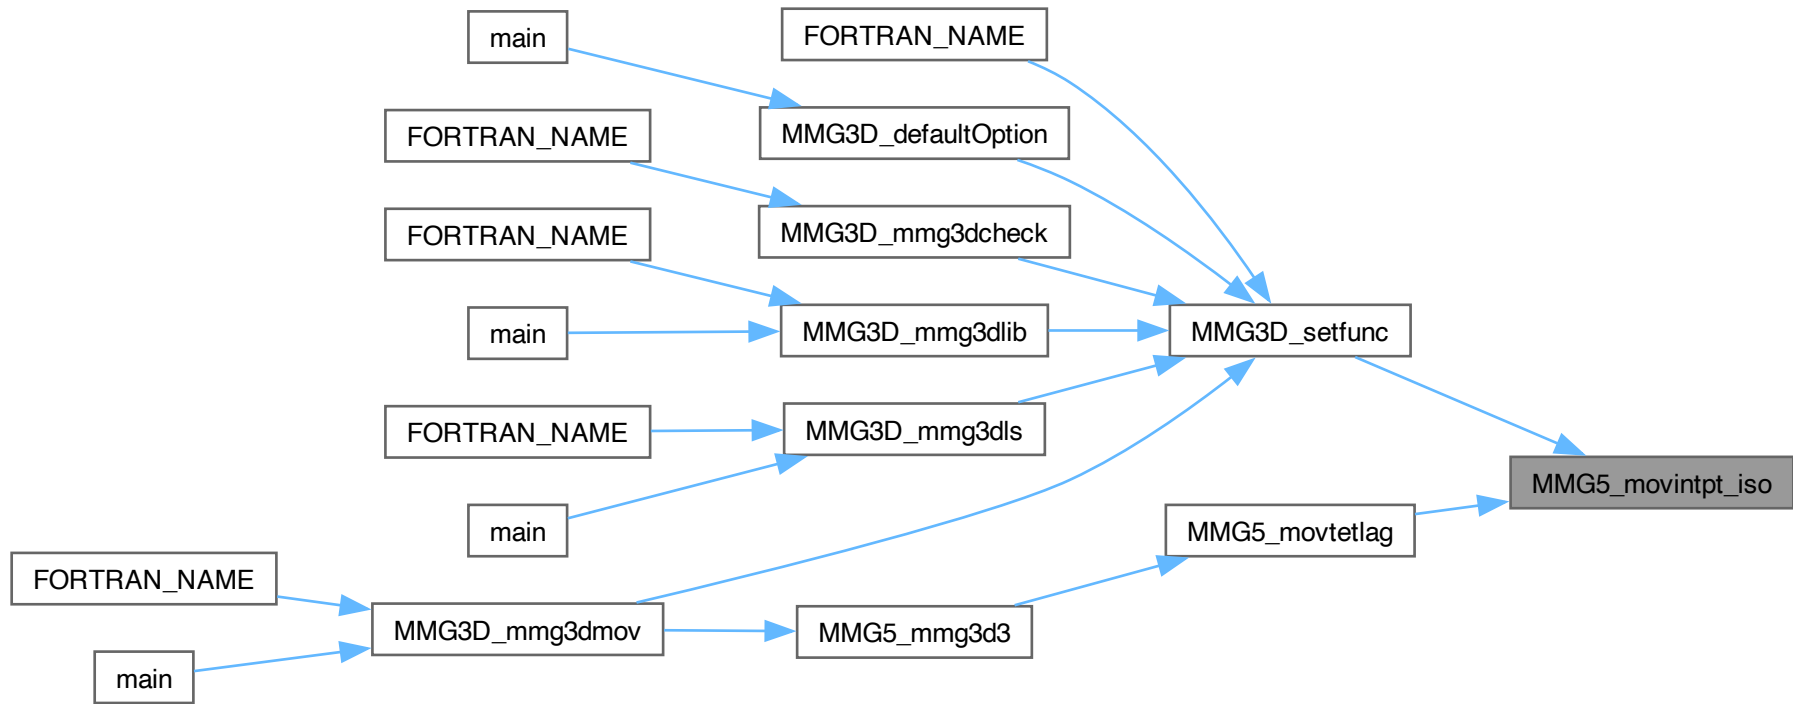 main
FORTRAN_NAME
MMG3D_defaultOption
FORTRAN_NAME
MMG3D_mmg3dcheck
FORTRAN_NAME
main
MMG3D_mmg3dlib
MMG3D_setfunc
FORTRAN_NAME
MMG3D_mmg3dls
main
MMG5_movintpt_iso
MMG5_movtetlag
FORTRAN_NAME
MMG3D_mmg3dmov
MMG5_mmg3d3
main